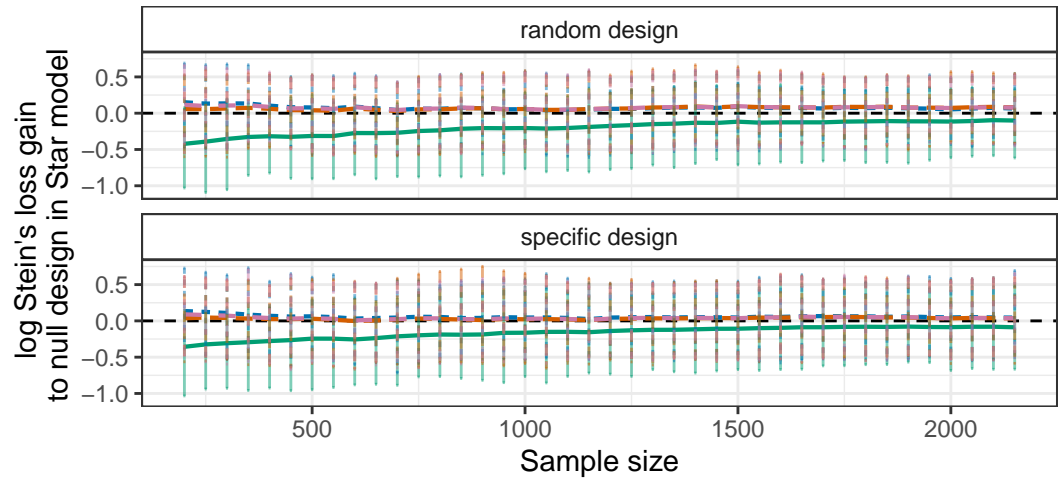 random design
0.5
0.0
−0.5
−1.0
specific design
0.5
0.0
−0.5
−1.0
500 1000 1500 2000
Sample size
log Stein's loss gain
to null design in Star model